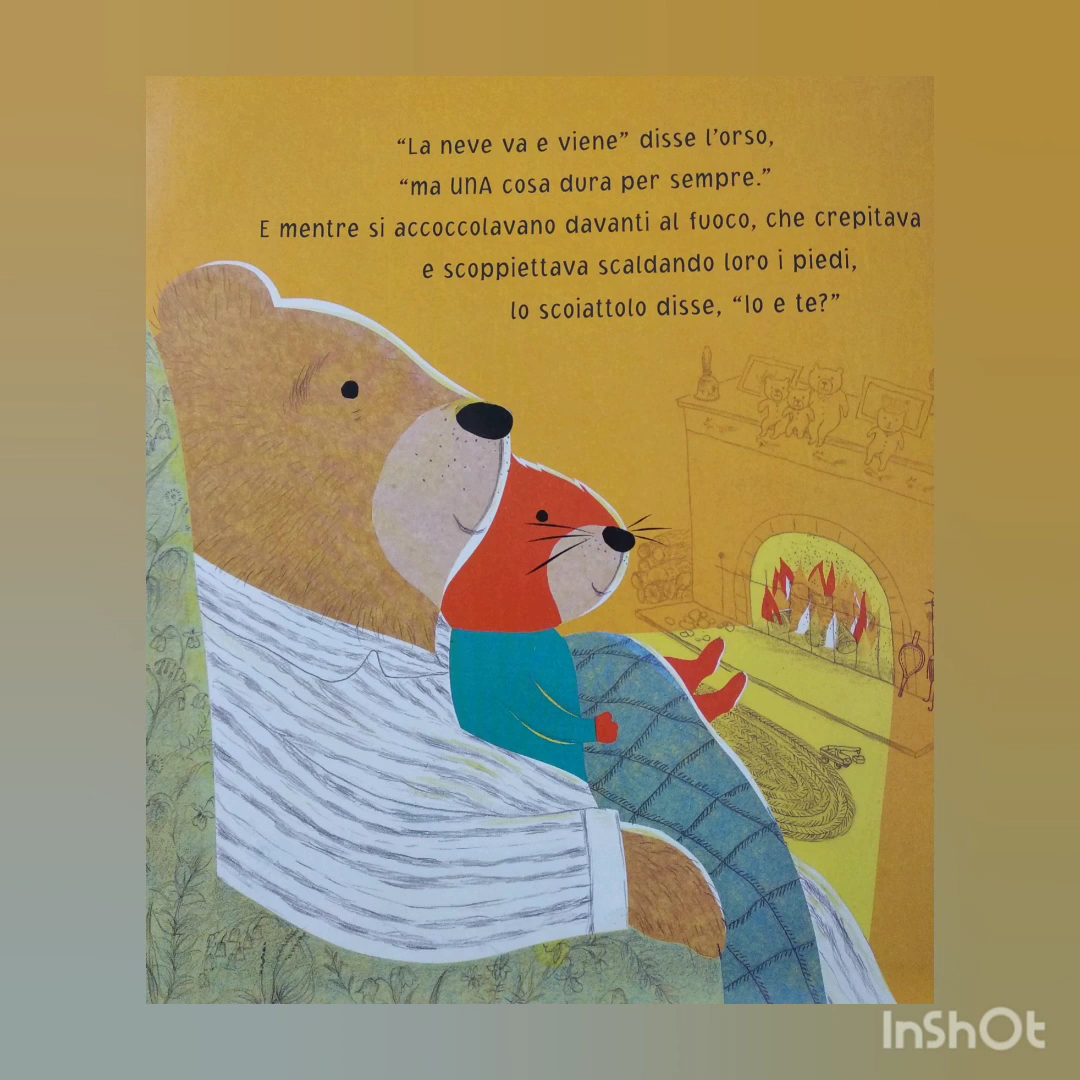 “La neve va e viene” disse l’orso,
“ma UNA cosa dura per sempre.”
E mentre si accoccolavano davanti al fuoco, che crepitava
e scoppiettava scaldando loro i piedi,
lo scoiattolo disse, “Io e te?”
InShOt